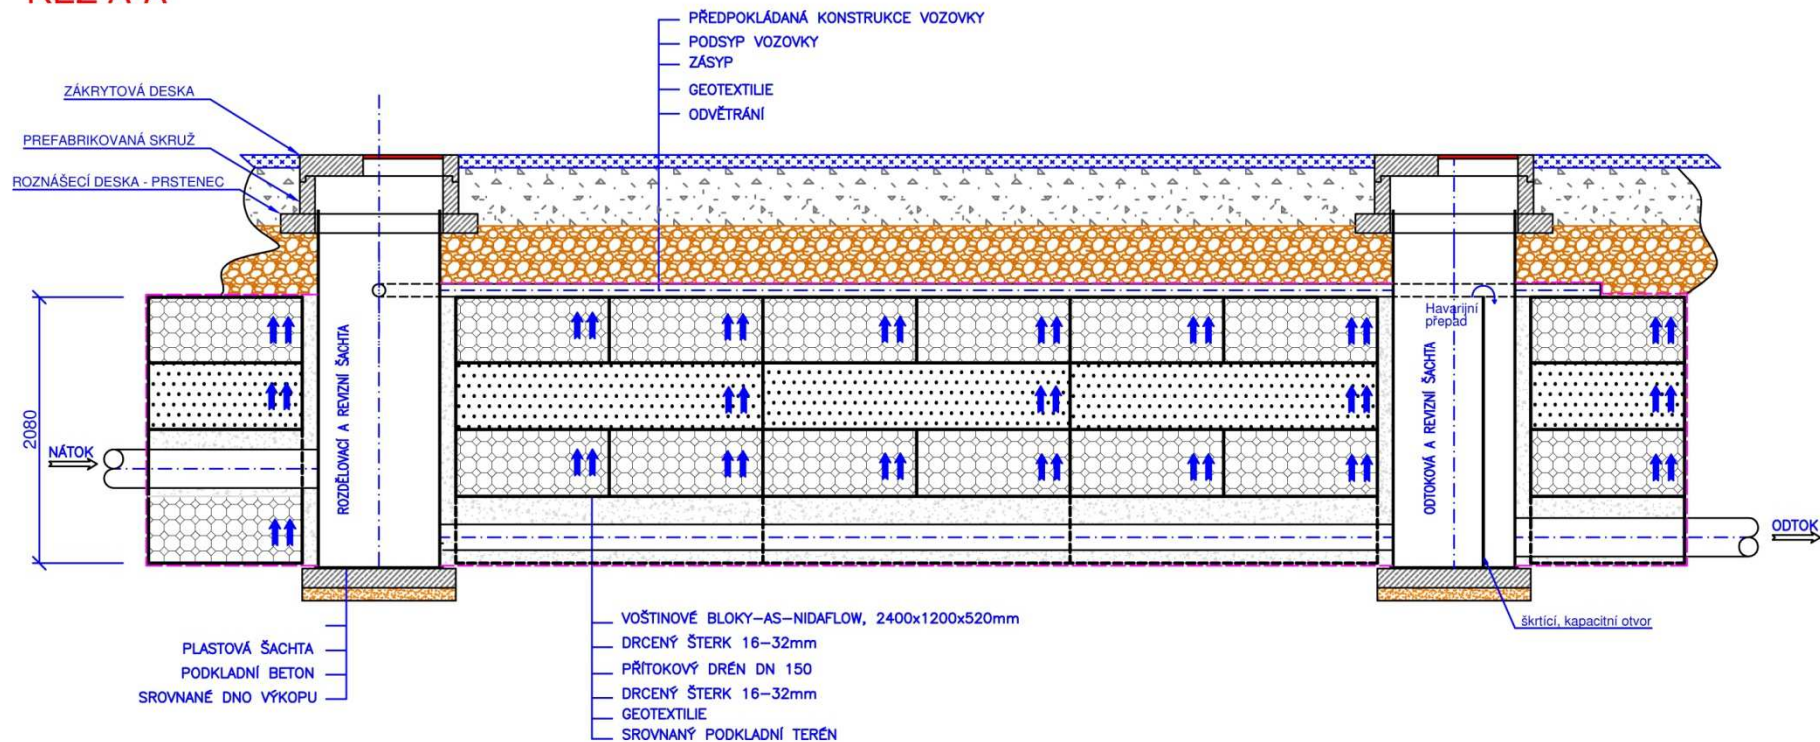 PŘEDPOKLÁDANÁ KONSTRUKCE VOZOVKY
PODSYP VOZOVKY
ZÁSYP
GEOTEXTILIE
ODVĚTRÁNÍ
ZÁKRYTOVÁ DESKA
PREFABRIKOVANÁ SKRUŽ
ROZNÁŠECÍ DESKA - PRSTENEC
2080
NÁTOK
ROZDĚLOVACÍ A REVIZNÍ ŠACHTA
Havarijní
přepad
ODTOKOVÁ A REVIZNÍ ŠACHTA
ODTOK
PLASTOVÁ ŠACHTA
PODKLADNÍ BETON
SROVNANÉ DNO VÝKOPU
VOŠTINOVÉ BLOKY-AS-NIDAFLOW, 2400x1200x520mm
DRCENÝ ŠTERK 16-32mm
PŘÍTOKOVÝ DRÉN DN 150
DRCENÝ ŠTERK 16-32mm
GEOTEXTILIE
SROVNANÝ PODKLADNÍ TERÉN
škrtící, kapacitní otvor